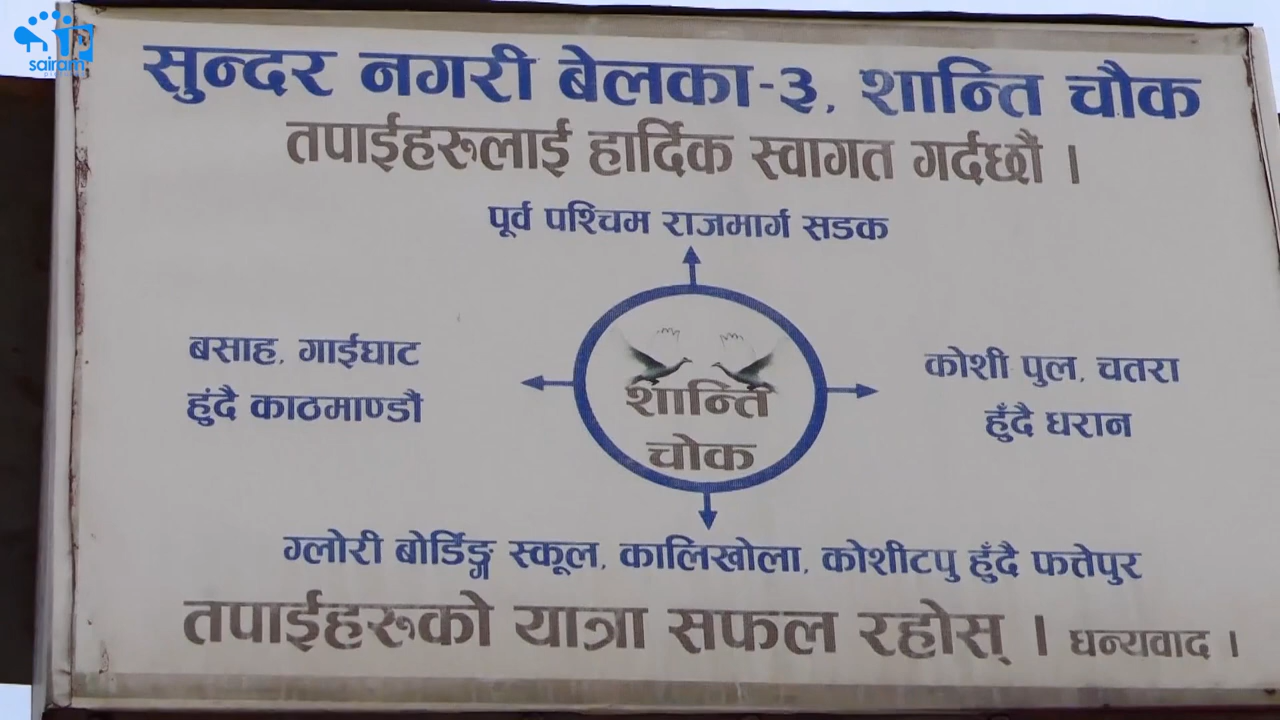 sairam
सुन्दर नगरी बेलका-३, शान्ति चौक
तपाईहरूलाई हार्दिक स्वागत गर्दछौं ।
पूर्व पश्चिम राजमार्ग सडक
बसाह, गाईघाट
हुंदै काठमाण्डौं
कोशी पुल, चतरा
हुँदै धरान
शान्ति
चोक
ग्लोरी बोर्डिङ्ग स्कूल, कालिखोला, कोशीटपु हुँदै फत्तेपुर
तपाईहरुको यात्रा सफल रहोस् । धन्यवाद ।